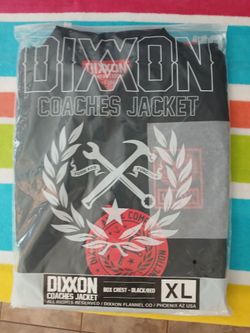 DIXXON
DIXXON
COACHES JACKET
COM
DIXXON
COACHES JACKET
BOX CREST - BLACK/RED
ALL RIGHTS RESERVED / DIXXON FLANNEL CO / PHOENIX AZ USA
XL